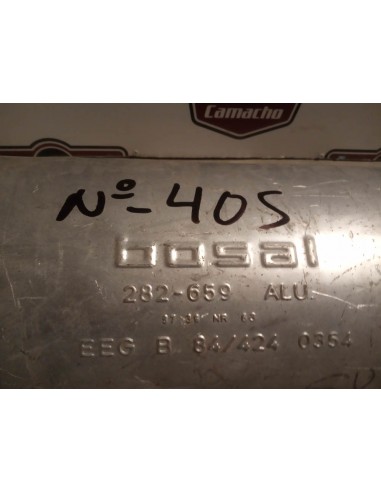 Camacho
Nº-405
bosal
282-659 ALU.
EEG B 84/424 0354